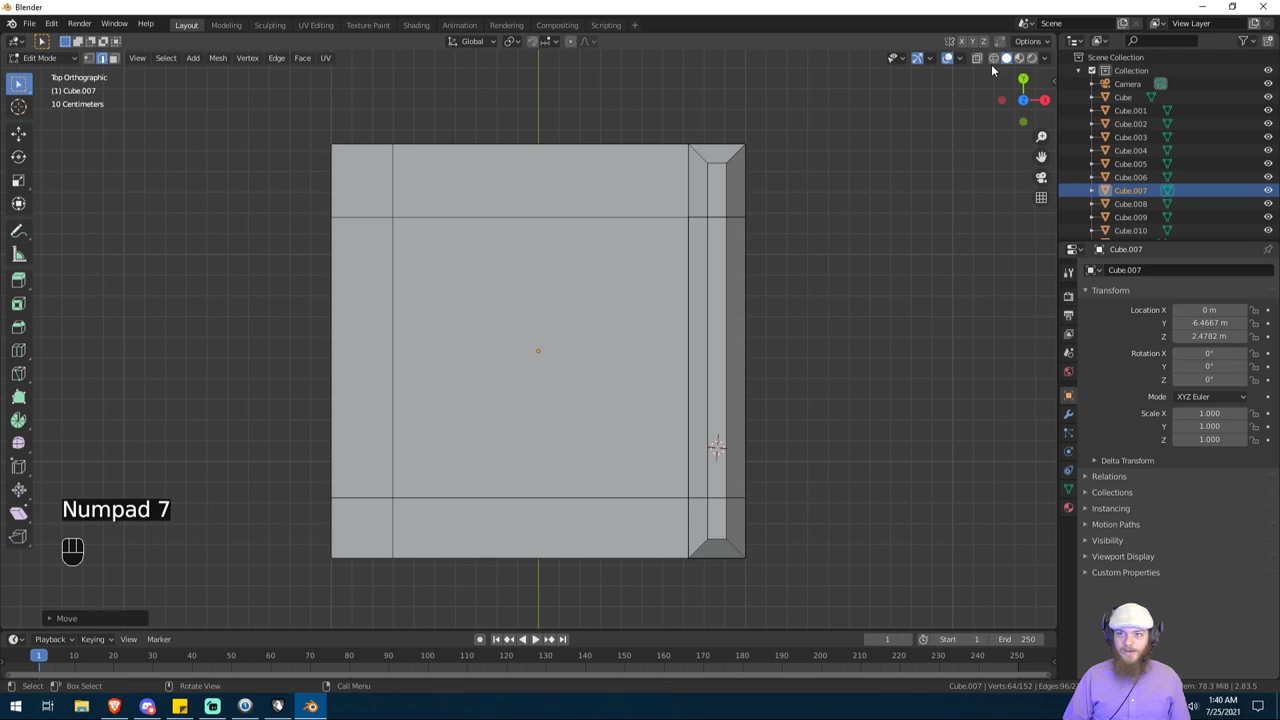 Blender
File Edit Render Window Help Layout Modeling Sculpting UV Editing Texture Paint Shading Animation Rendering Compositing Scripting + Scene View Layer
Global X Y Z Options
Edit Mode View Select Add Mesh Vertex Edge Face UV
Top Orthographic
(1) Cube.007
10 Centimeters
Y
X
Z
Scene Collection
Collection
Camera
Cube
Cube.001
Cube.002
Cube.003
Cube.004
Cube.005
Cube.006
Cube.007
Cube.008
Cube.009
Cube.010
Cube.007
Cube.007
Transform
Location X 0 m
Y -6.4667 m
Z 2.4782 m
Rotation X 0°
Y 0°
Z 0°
Mode XYZ Euler
Scale X 1.000
Y 1.000
Z 1.000
Delta Transform
Relations
Collections
Instancing
Motion Paths
Visibility
Viewport Display
Custom Properties
Numpad 7
Move
Playback Keying View Marker 1 Start 1 End 250
1 10 20 30 40 50 60 70 80 90 100 110 120 130 140 150 160 170 180 190 200 210 220 230 240 250
Select Box Select Rotate View Call Menu Cube.007 | Verts:64/152 | Mem: 78.3 MiB | 2.83.5
1:40 AM
7/25/2021